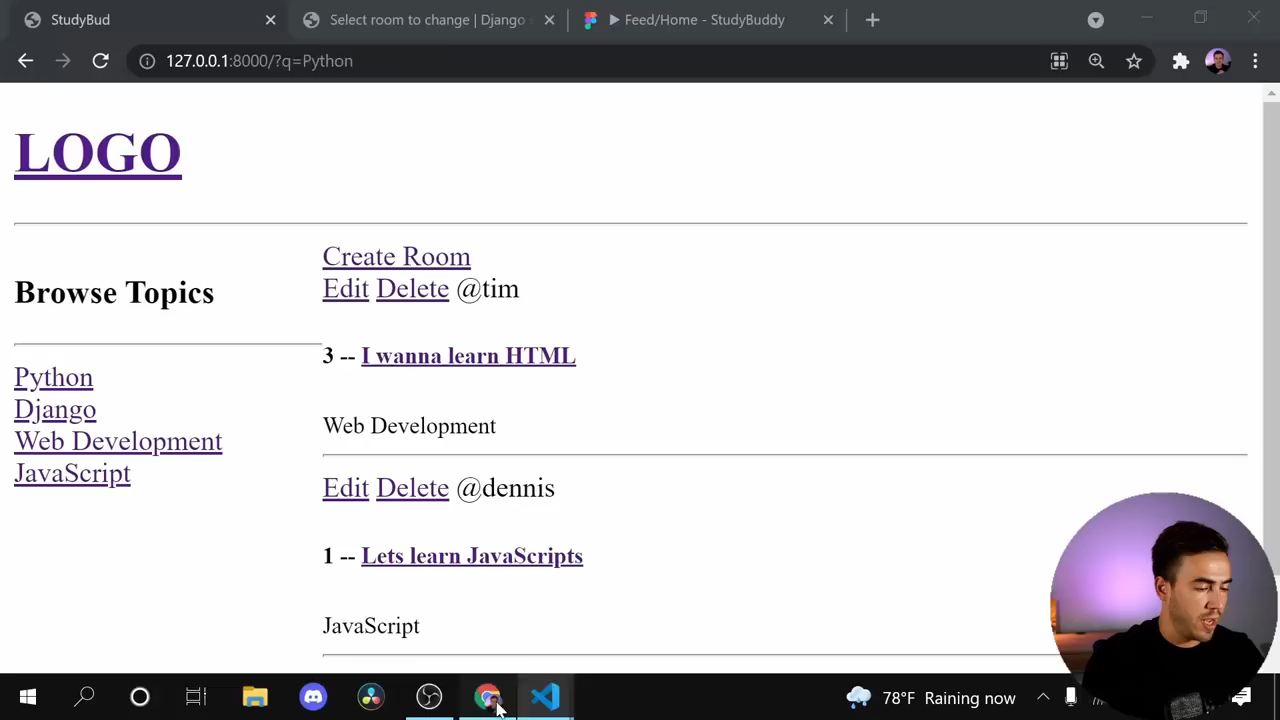 StudyBud
Select room to change | Django
Feed/Home - StudyBuddy
127.0.0.1:8000/?q=Python
LOGO
Browse Topics
Python
Django
Web Development
JavaScript
Create Room
Edit Delete @tim
3 -- I wanna learn HTML
Web Development
Edit Delete @dennis
1 -- Lets learn JavaScripts
JavaScript
78°F Raining now